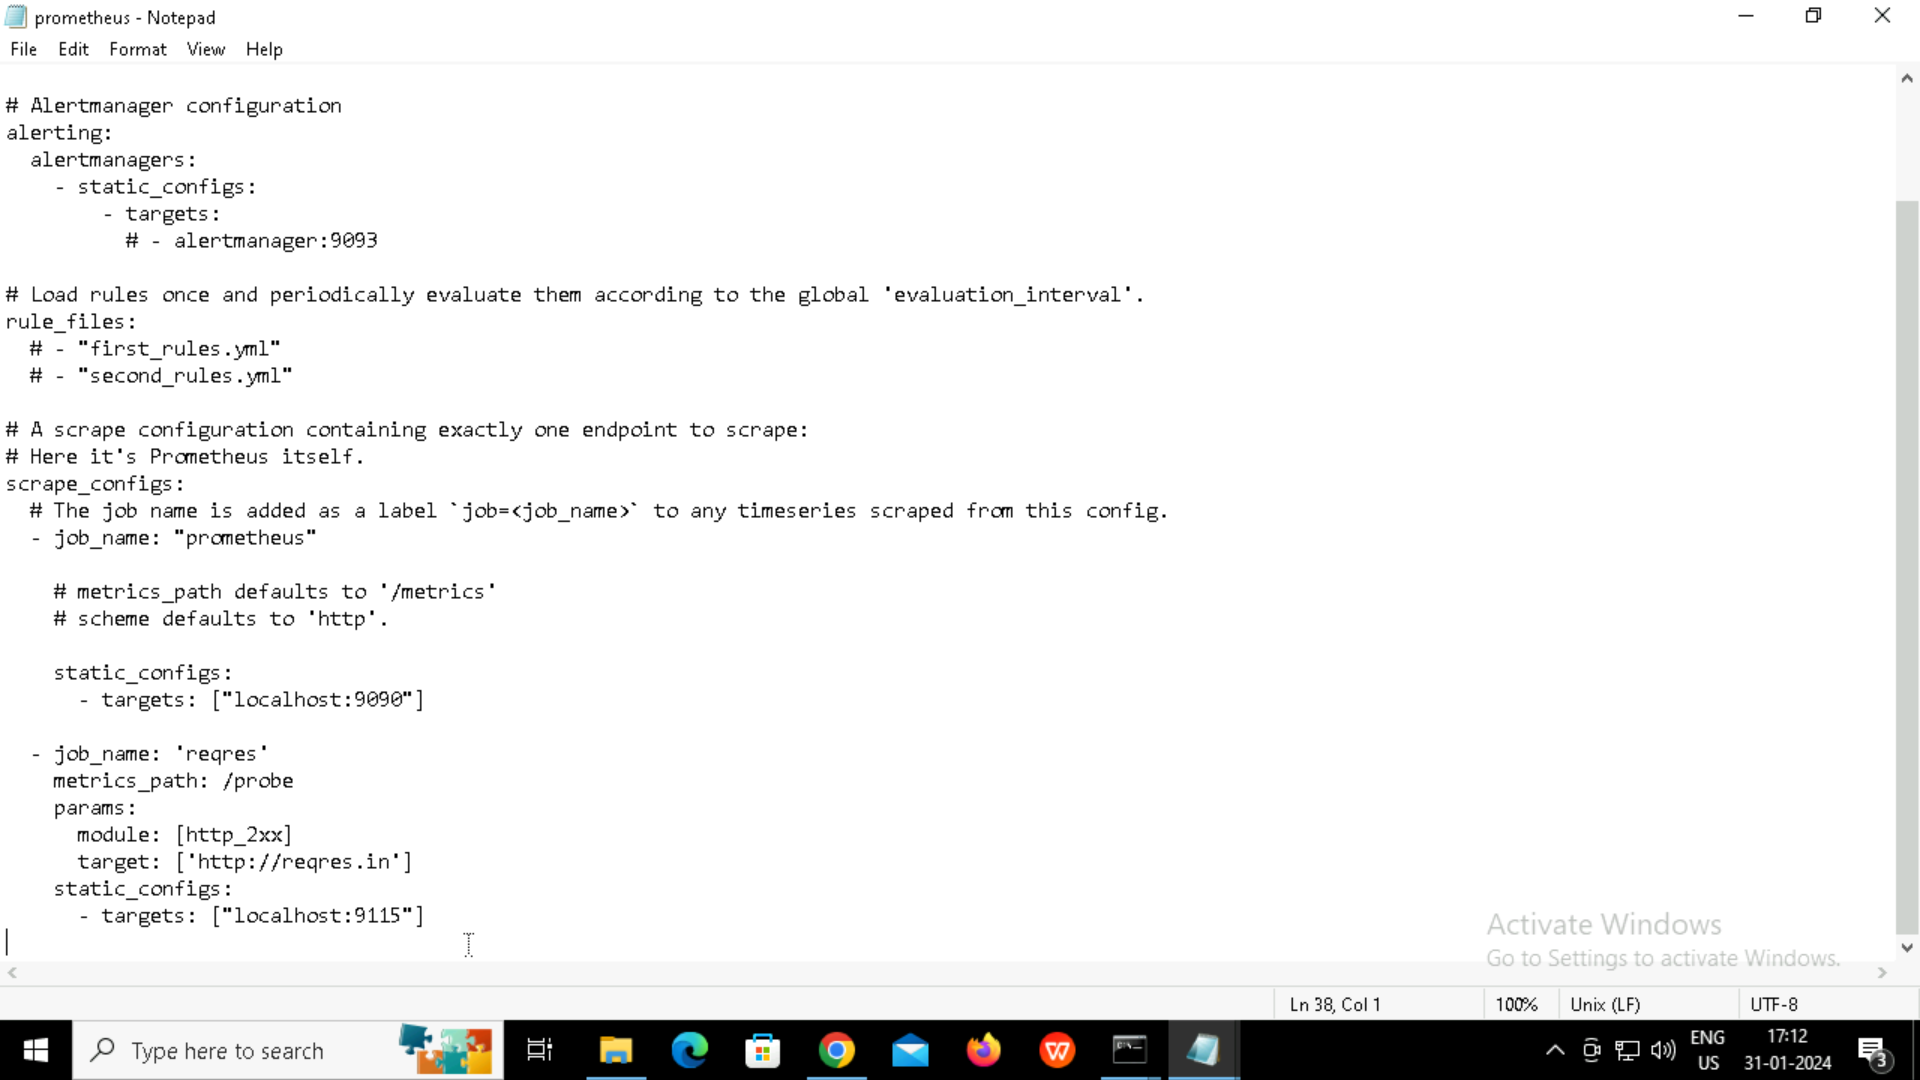 prometheus - Notepad
File Edit Format View Help
# Alertmanager configuration
alerting:
  alertmanagers:
    - static_configs:
        - targets:
          # - alertmanager:9093

# Load rules once and periodically evaluate them according to the global 'evaluation_interval'.
rule_files:
  # - "first_rules.yml"
  # - "second_rules.yml"

# A scrape configuration containing exactly one endpoint to scrape:
# Here it's Prometheus itself.
scrape_configs:
  # The job name is added as a label `job=<job_name>` to any timeseries scraped from this config.
  - job_name: "prometheus"

    # metrics_path defaults to '/metrics'
    # scheme defaults to 'http'.

    static_configs:
      - targets: ["localhost:9090"]

  - job_name: 'reqres'
    metrics_path: /probe
    params:
      module: [http_2xx]
      target: ['http://reqres.in']
    static_configs:
      - targets: ["localhost:9115"]
Activate Windows
Go to Settings to activate Windows.
Ln 38, Col 1 100% Unix (LF) UTF-8
Type here to search
ENG
US
17:12
31-01-2024
3